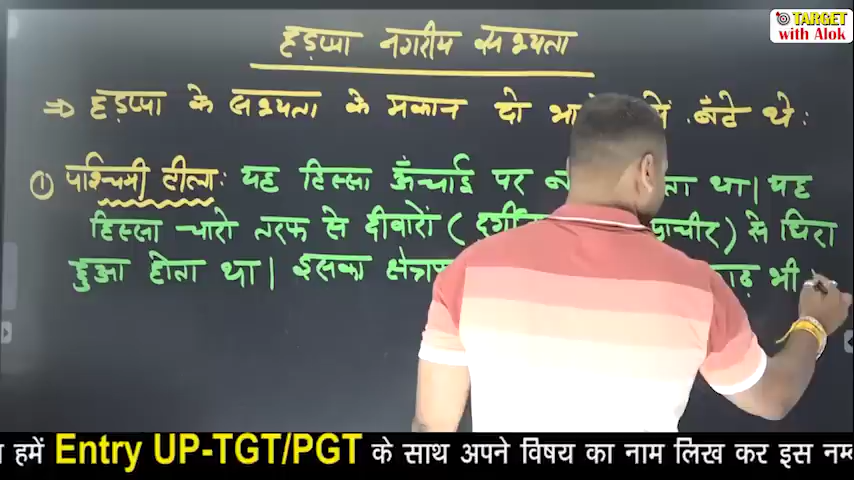 TARGET
with Alok
हड़प्पा नगरीय सभ्यता
⇒ हड़प्पा के सभ्यता के मकान दो में बँटे थे:
① पश्चिमी टीला: यह हिस्सा ऊँचाई पर था। यह
हिस्सा चारो तरफ से दीवारों ( प्राचीर) से घिरा
हुआ होता था। इसका भी
हमें Entry UP-TGT/PGT के साथ अपने विषय का नाम लिख कर इस